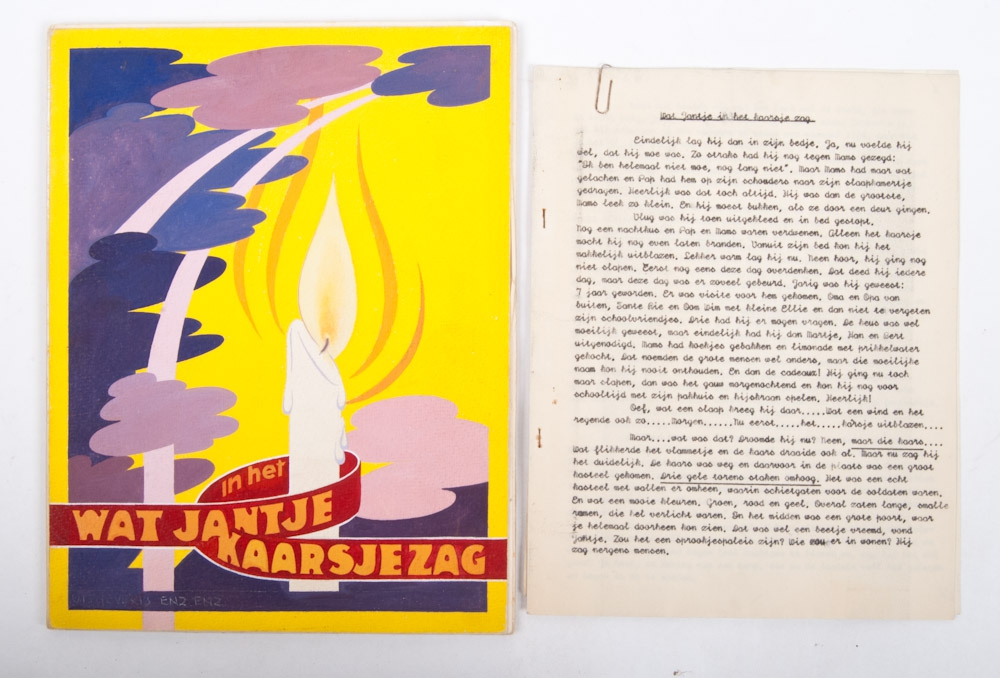 in het
WAT JANTJE
KAARSJEZAG
ENZ. ENZ.
Wat Jantje in het kaarsje zag.
Eindelijk lag hij dan in zijn bedje. Ja, nu voelde hij
wel, dat hij moe was. Zo straks had hij nog tegen Mams gezegd:
"Ik ben helemaal niet moe, nog lang niet". Maar Mams had maar wat
gelachen en Pap had hem op zijn schouders naar zijn slaapkamertje
gedragen. Heerlijk was dat toch altijd. Hij was dan de grootste,
Mams leek zo klein. En hij moest bukken, als ze door een deur gingen.
Vlug was hij toen uitgekleed en in bed gestopt.
Nog een nachtkus en Pap en Mams waren verdwenen. Alleen het kaarsje
mocht hij nog even laten branden. Vanuit zijn bed kon hij het
makkelijk uitblazen. Lekker warm lag hij nu. Neen hoor, hij ging nog
niet slapen. Eerst nog eens deze dag overdenken. Dat deed hij iedere
dag, maar deze dag was er zoveel gebeurd. Jarig was hij geweest:
7 jaar geworden. Er was visite voor hem gekomen. Oma en Opa van
buiten, Tante Rie en Oom Wim met kleine Ellie en dan niet te vergeten
zijn schoolvriendjes. Drie had hij er mogen vragen. De keus was wel
moeilijk geweest, maar eindelijk had hij dan Martje, Han en Bert
uitgenodigd. Mams had koekjes gebakken en limonade met prikkelwater
gekocht. Dat noemden de grote mensen wel anders, maar die moeilijke
naam kon hij nooit onthouden. En dan de cadeaux! Hij ging nu toch
maar slapen, dan was het gauw morgenochtend en kon hij nog voor
schooltijd met zijn pakhuis en hijskraan spelen. Heerlijk!
Oef, wat een slaap kreeg hij daar.....Wat een wind en het
regende ook zo.....Morgen.....Nu eerst.....het.....karsje uitblazen....
Maar....wat was dat? Droomde hij nu? Neen, maar die kaars....
Wat flikkerde het vlammetje en de kaars draaide ook al. Maar nu zag hij
het duidelijk. De kaars was weg en daarvoor in de plaats was een groot
kasteel gekomen. Drie gele torens staken omhoog. Het was een echt
kasteel met wallen er omheen, waarin schietgaten voor de soldaten waren.
En wat een mooie kleuren. Groen, rood en geel. Overal zaten lange, smalle
ramen, die het verlicht waren. In het midden was een grote poort, waar
je helemaal doorheen kon zien. Dat was wel een beetje vreemd, vond
Jantje. Zou het een sprookjespaleis zijn? Wie zou er in wonen? Hij
zag nergens mensen.